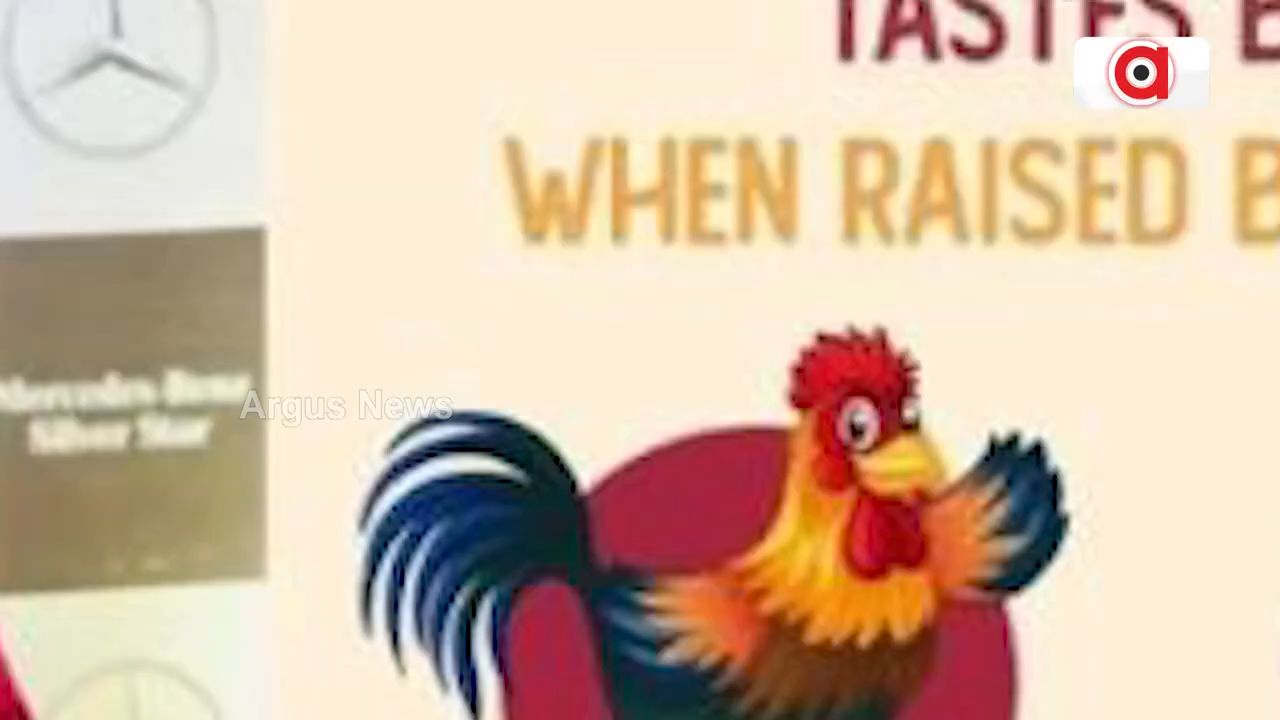 TASTES B
WHEN RAISED B
Argus News
Mercedes-Benz
Silver Star